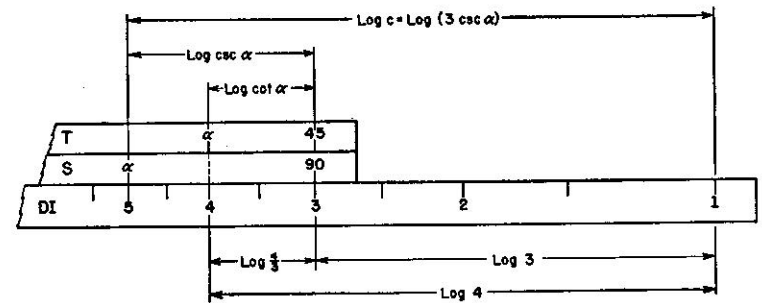 Log c = Log (3 csc α)
Log csc α
Log cot α
T α 45
S α 90
DI 5 4 3 2 1
Log 4/3 Log 3
Log 4